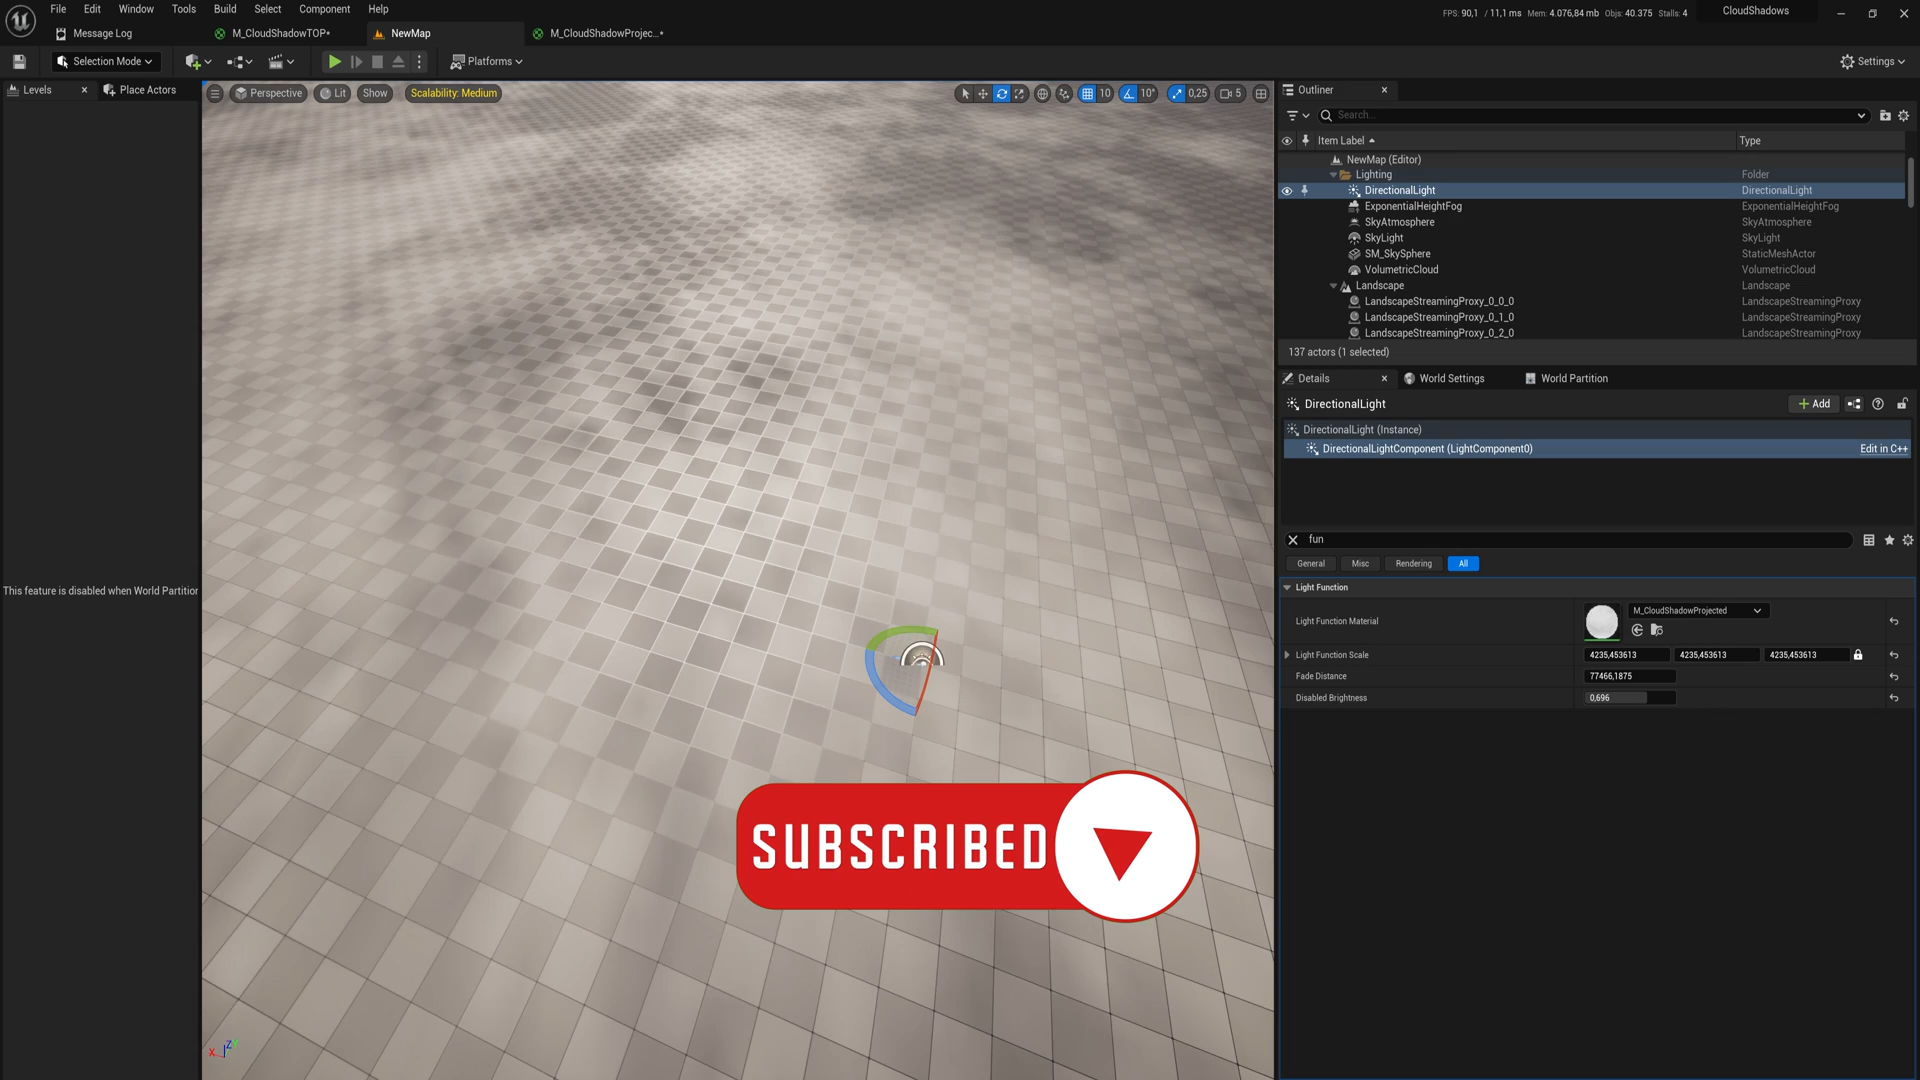 File Edit Window Tools Build Select Component Help
FPS: 90,1 / 11,1 ms Mem: 4.076,84 mb Objs: 40.375 Stalls: 4
CloudShadows
Message Log
M_CloudShadowTOP*
NewMap
M_CloudShadowProjec...*
Selection Mode
Platforms
Settings
Levels
Place Actors
Perspective
Lit
Show
Scalability: Medium
10
10°
0,25
5
Outliner
Search...
Item Label
Type
NewMap (Editor)
Lighting Folder
DirectionalLight DirectionalLight
ExponentialHeightFog ExponentialHeightFog
SkyAtmosphere SkyAtmosphere
SkyLight SkyLight
SM_SkySphere StaticMeshActor
VolumetricCloud VolumetricCloud
Landscape Landscape
LandscapeStreamingProxy_0_0_0 LandscapeStreamingProxy
LandscapeStreamingProxy_0_1_0 LandscapeStreamingProxy
LandscapeStreamingProxy_0_2_0 LandscapeStreamingProxy
137 actors (1 selected)
Details
World Settings
World Partition
DirectionalLight
Add
DirectionalLight (Instance)
DirectionalLightComponent (LightComponent0)
Edit in C++
fun
General
Misc
Rendering
All
Light Function
Light Function Material
M_CloudShadowProjected
Light Function Scale 4235,453613 4235,453613 4235,453613
Fade Distance 77466,1875
Disabled Brightness 0,696
This feature is disabled when World Partition
SUBSCRIBED
X Z